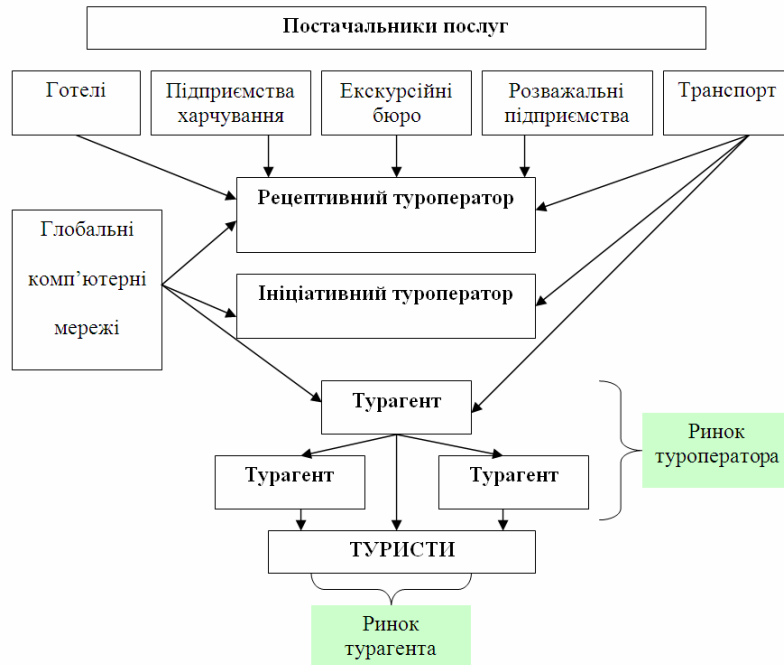 Постачальники послуг
Готелі
Підприємства
харчування
Екскурсійні
бюро
Розважальні
підприємства
Транспорт
Рецептивний туроператор
Глобальні
комп’ютерні
мережі
Ініціативний туроператор
Турагент
Ринок
туроператора
Турагент
Турагент
ТУРИСТИ
Ринок
турагента